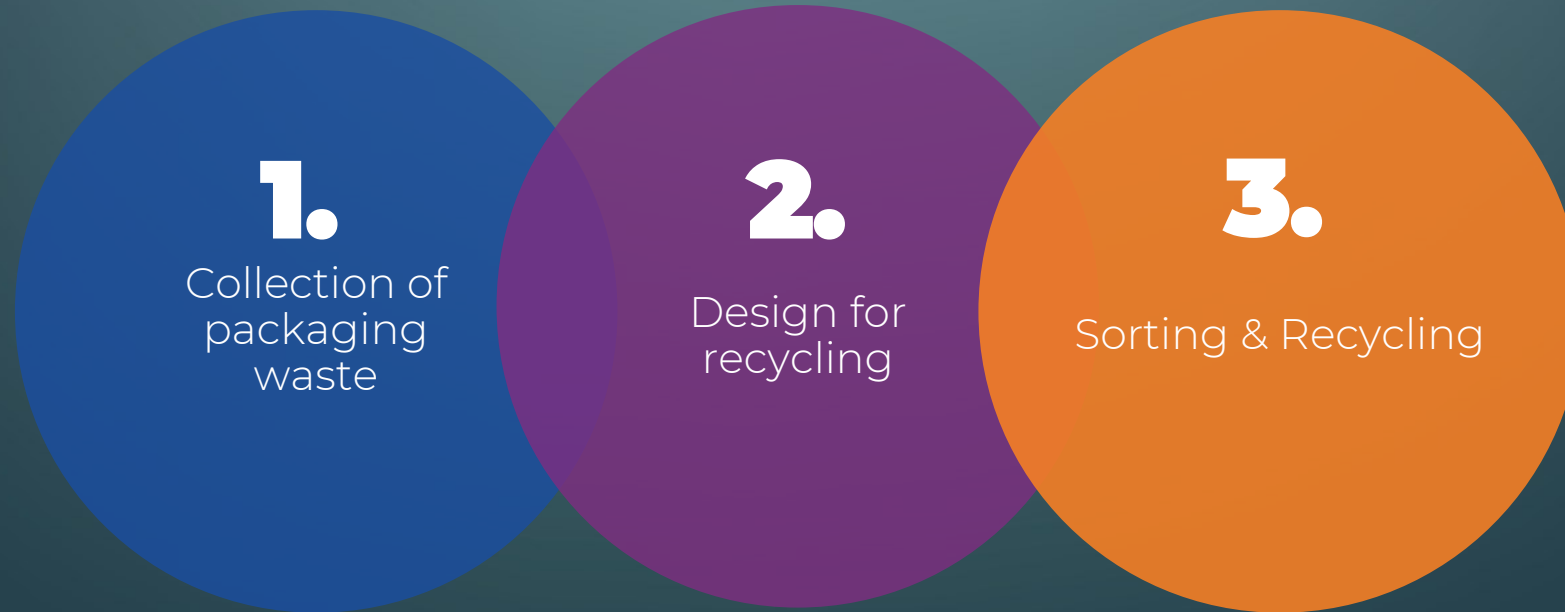 1.
Collection of
packaging
waste
2.
Design for
recycling
3.
Sorting & Recycling